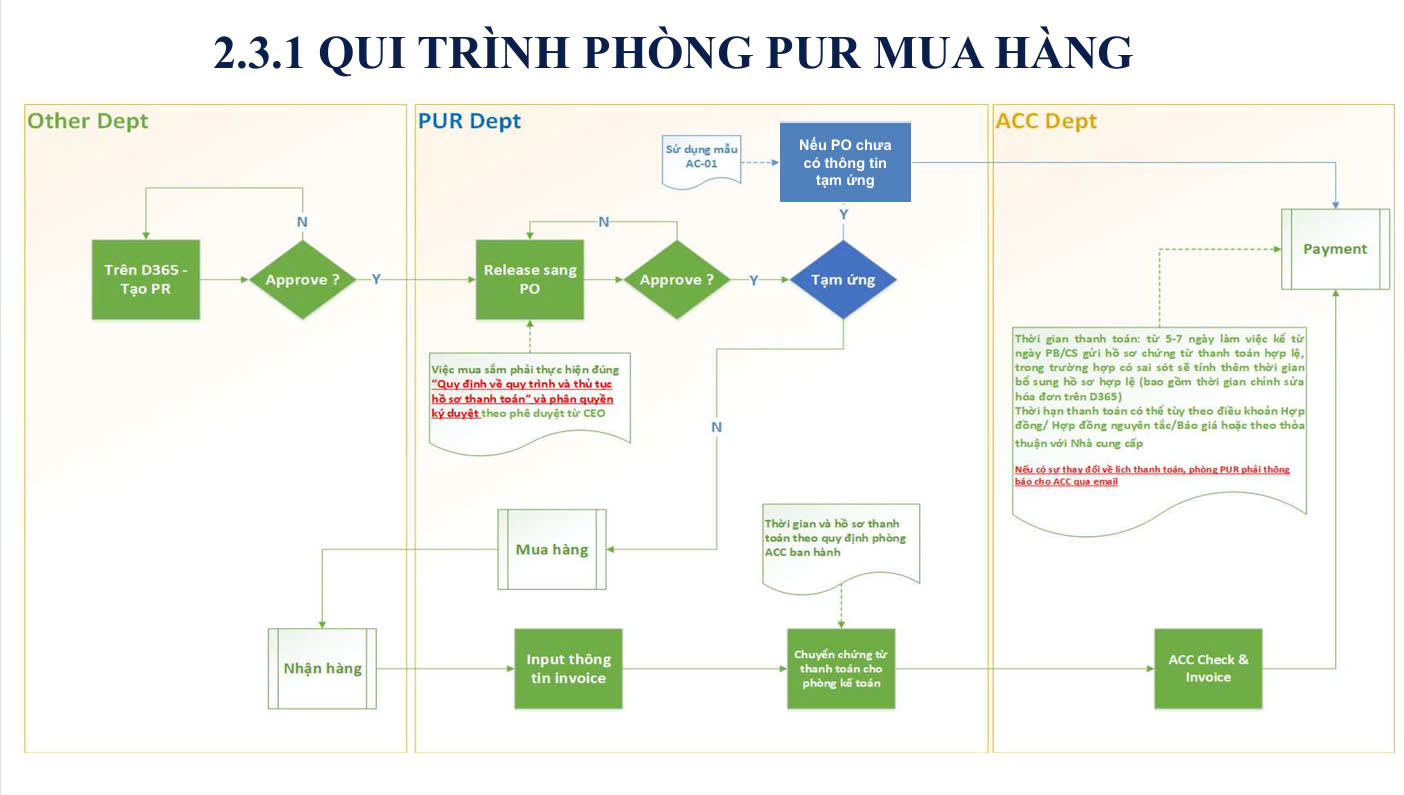 2.3.1 QUI TRÌNH PHÒNG PUR MUA HÀNG
Other Dept
PUR Dept
ACC Dept
Sử dụng mẫu
AC-01
Nếu PO chưa
có thông tin
tạm ứng
N
N
Y
Trên D365 -
Tạo PR
Approve ?
Y
Release sang
PO
Approve ?
Y
Tạm ứng
Payment
Việc mua sắm phải thực hiện đúng
"Quy định về quy trình và thủ tục
hồ sơ thanh toán" và phân quyền
ký duyệt theo phê duyệt từ CEO
Thời gian thanh toán: từ 5-7 ngày làm việc kể từ
ngày PB/CS gửi hồ sơ chứng từ thanh toán hợp lệ,
trong trường hợp có sai sót sẽ tính thêm thời gian
bổ sung hồ sơ hợp lệ (bao gồm thời gian chỉnh sửa
hóa đơn trên D365)
Thời hạn thanh toán có thể tùy theo điều khoản Hợp
đồng/ Hợp đồng nguyên tắc/Báo giá hoặc theo thỏa
thuận với Nhà cung cấp
Nếu có sự thay đổi về lịch thanh toán, phòng PUR phải thông
báo cho ACC qua email
N
Mua hàng
Thời gian và hồ sơ thanh
toán theo quy định phòng
ACC ban hành
Nhận hàng
Input thông
tin invoice
Chuyển chứng từ
thanh toán cho
phòng kế toán
ACC Check &
Invoice